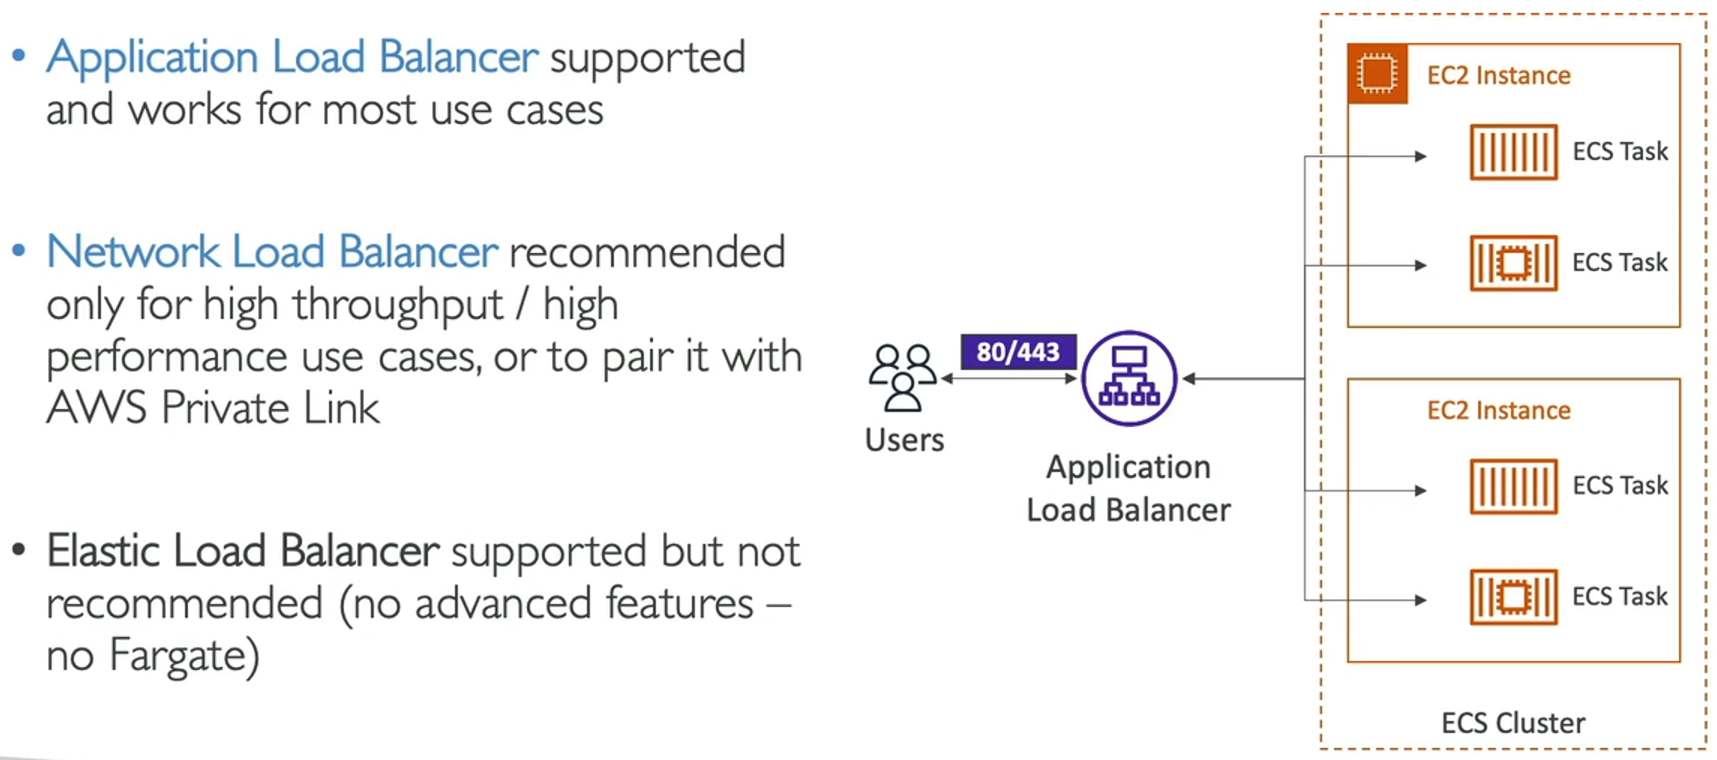 • Application Load Balancer supported
and works for most use cases
• Network Load Balancer recommended
only for high throughput / high
performance use cases, or to pair it with
AWS Private Link
• Elastic Load Balancer supported but not
recommended (no advanced features –
no Fargate)
80/443
Users
Application
Load Balancer
EC2 Instance
ECS Task
ECS Task
EC2 Instance
ECS Task
ECS Task
ECS Cluster